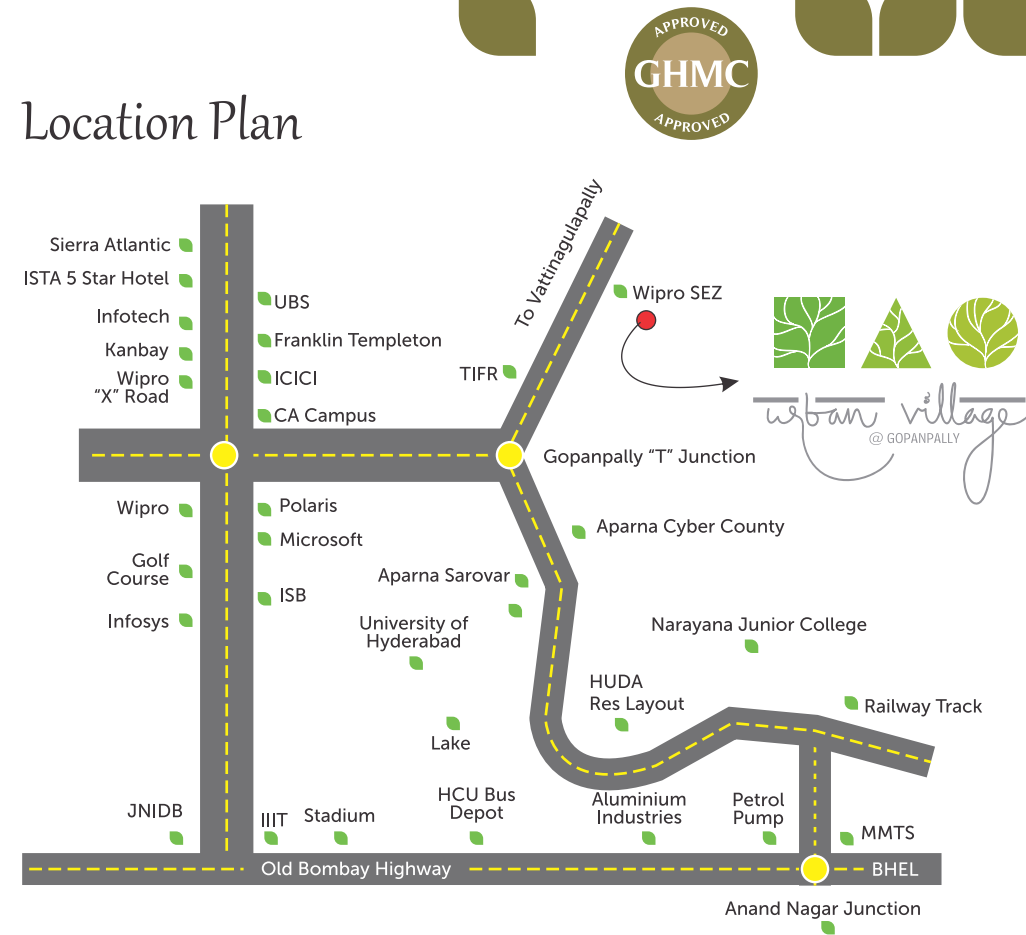 APPROVED
GHMC
APPROVED
Location Plan
To Vattinagulapally
Sierra Atlantic
ISTA 5 Star Hotel
Infotech
Kanbay
Wipro
"X" Road
UBS
Franklin Templeton
ICICI
CA Campus
TIFR
Wipro SEZ
urban village
@ GOPANPALLY
Gopanpally "T" Junction
Wipro
Golf
Course
Infosys
Polaris
Microsoft
ISB
Aparna Cyber County
Aparna Sarovar
University of
Hyderabad
Narayana Junior College
HUDA
Res Layout
Railway Track
Lake
JNIDB
IIIT
Stadium
HCU Bus
Depot
Aluminium
Industries
Petrol
Pump
MMTS
Old Bombay Highway
BHEL
Anand Nagar Junction